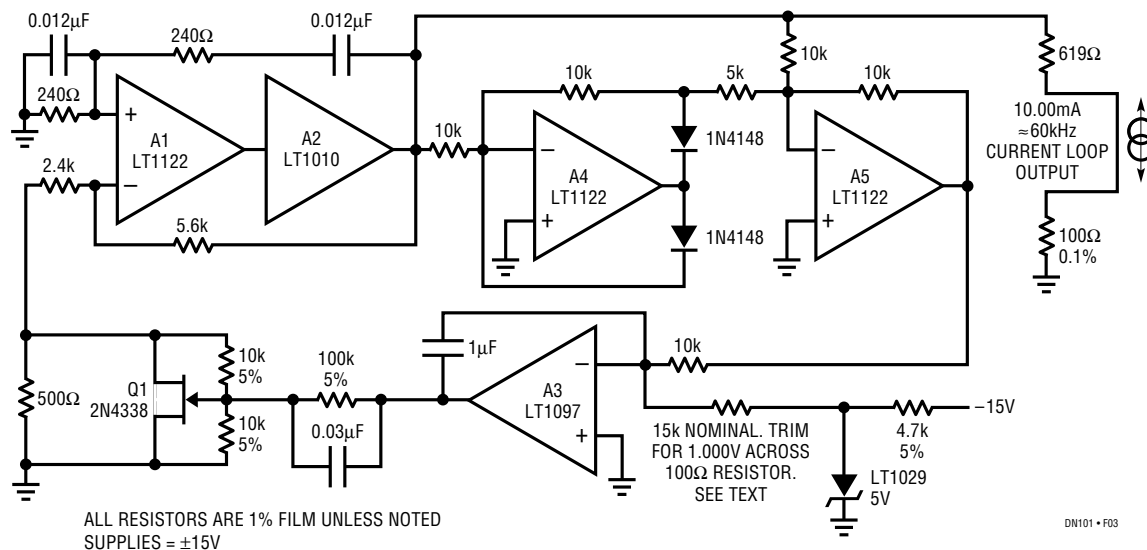 0.012µF
0.012µF
240Ω
240Ω
+
A1
LT1122
−
A2
LT1010
2.4k
5.6k
10k
10k
−
A4
LT1122
+
1N4148
1N4148
5k
10k
10k
−
A5
LT1122
+
619Ω
10.00mA
≈60kHz
CURRENT LOOP
OUTPUT
100Ω
0.1%
500Ω
Q1
2N4338
10k
5%
10k
5%
100k
5%
0.03µF
1µF
−
A3
LT1097
+
10k
15k NOMINAL. TRIM
FOR 1.000V ACROSS
100Ω RESISTOR.
SEE TEXT
−15V
4.7k
5%
LT1029
5V
ALL RESISTORS ARE 1% FILM UNLESS NOTED
SUPPLIES = ±15V
DN101 • F03